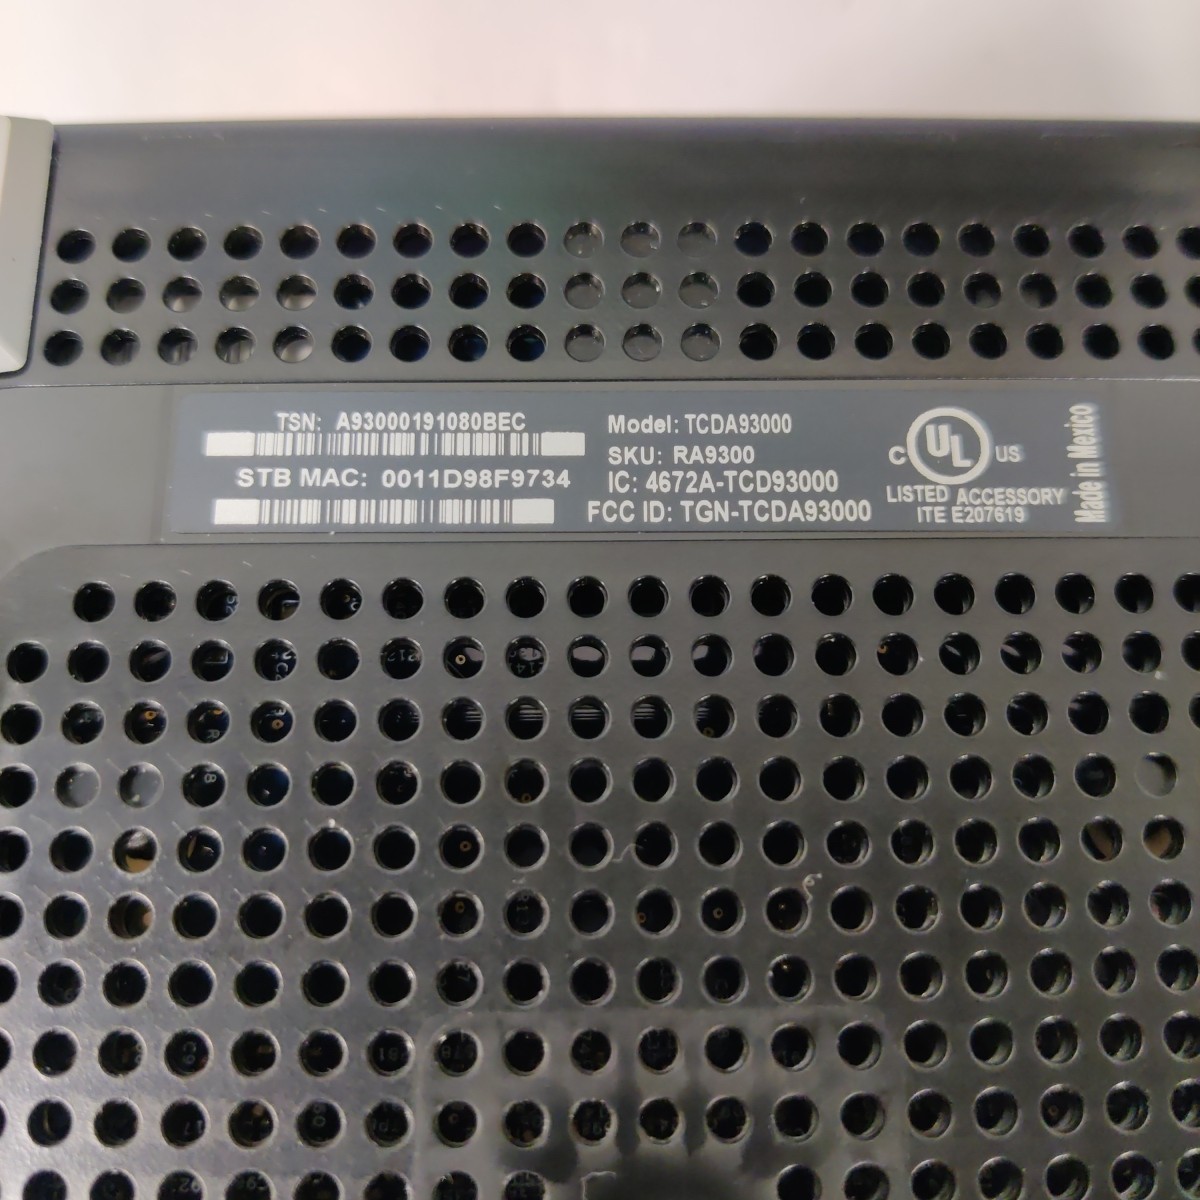 TSN: A93000191080BEC
STB MAC: 0011D98F9734
Model: TCDA93000
SKU: RA9300
IC: 4672A-TCD93000
FCC ID: TGN-TCDA93000
C UL US
LISTED ACCESSORY
ITE E207619
Made in Mexico